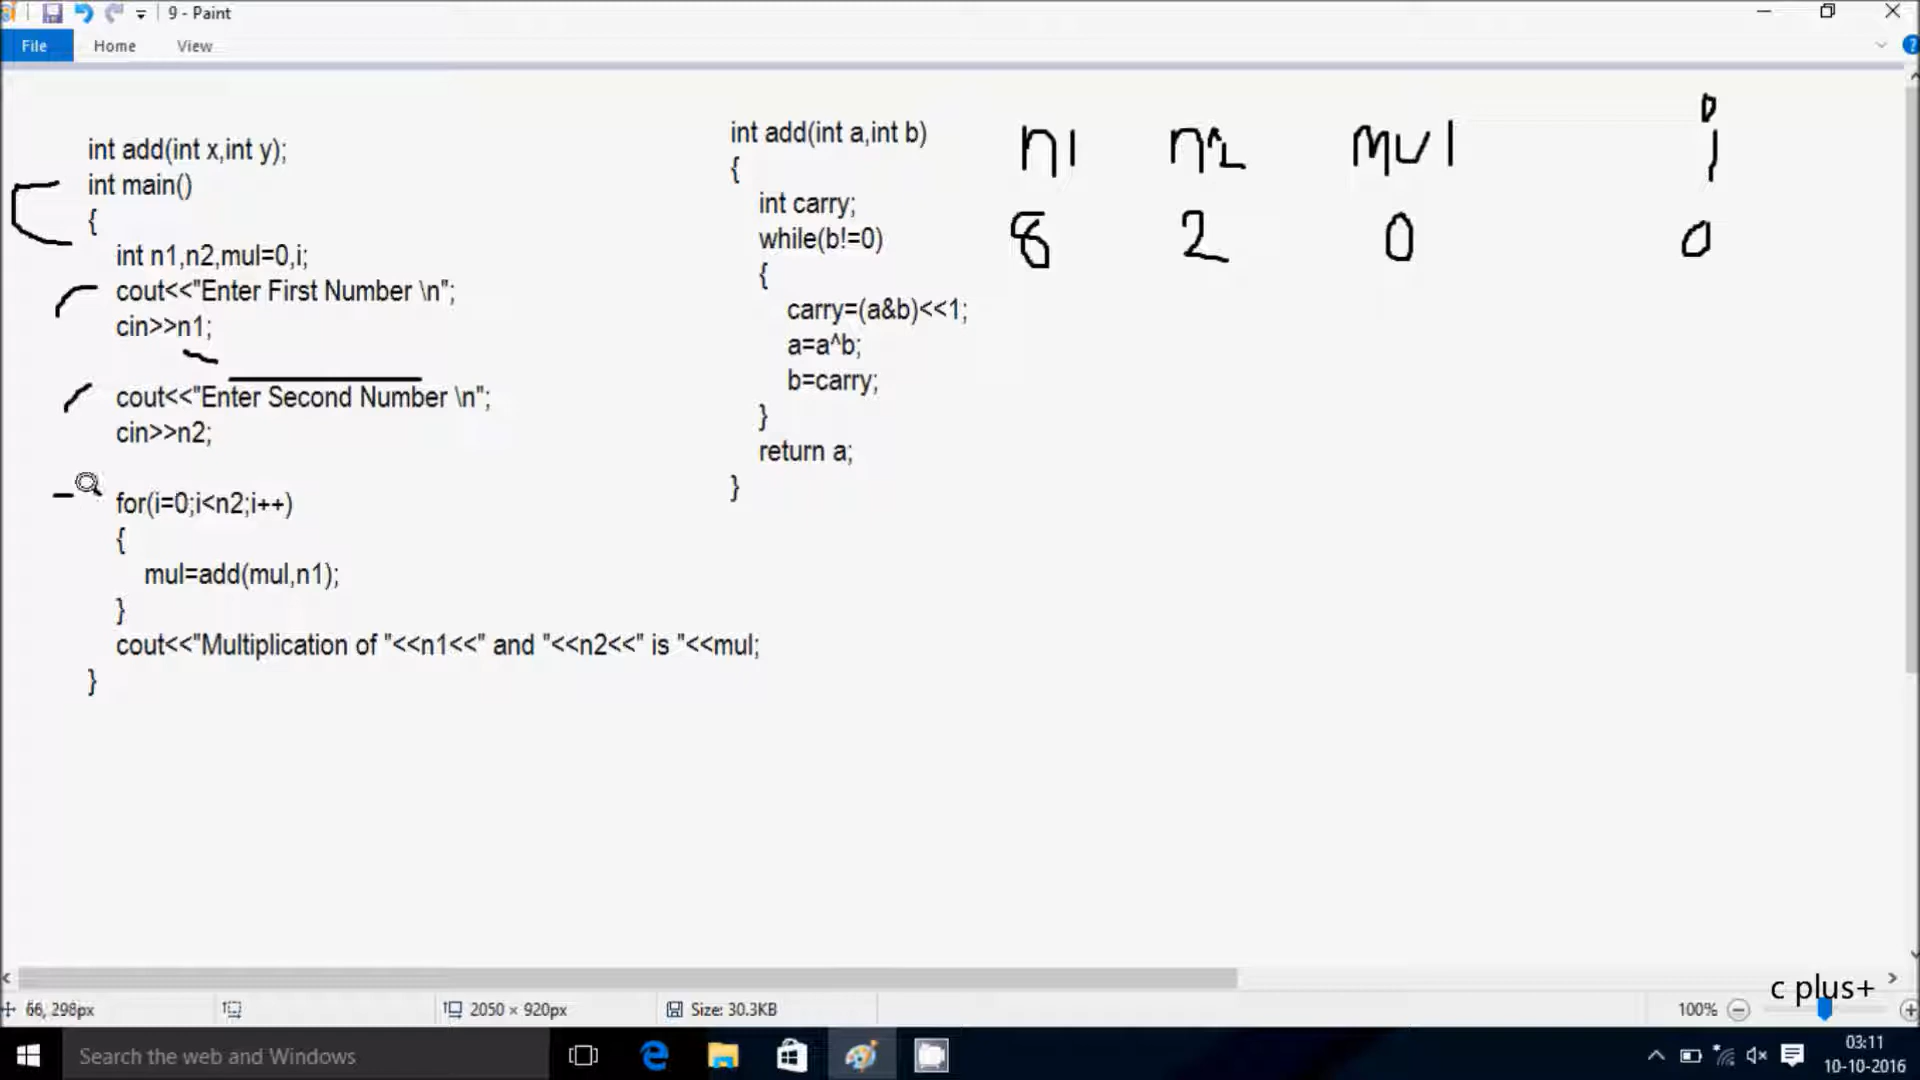 9 - Paint
File Home View
int add(int x,int y);
int main()
{
int n1,n2,mul=0,i;
cout<<"Enter First Number \n";
cin>>n1;
cout<<"Enter Second Number \n";
cin>>n2;
for(i=0;i<n2;i++)
{
mul=add(mul,n1);
}
cout<<"Multiplication of "<<n1<<" and "<<n2<<" is "<<mul;
}
int add(int a,int b)
{
int carry;
while(b!=0)
{
carry=(a&b)<<1;
a=a^b;
b=carry;
}
return a;
}
n1 n2 mul i
8 2 0 0
c plus+
66, 298px 2050 × 920px Size: 30.3KB 100%
Search the web and Windows
03:11
10-10-2016